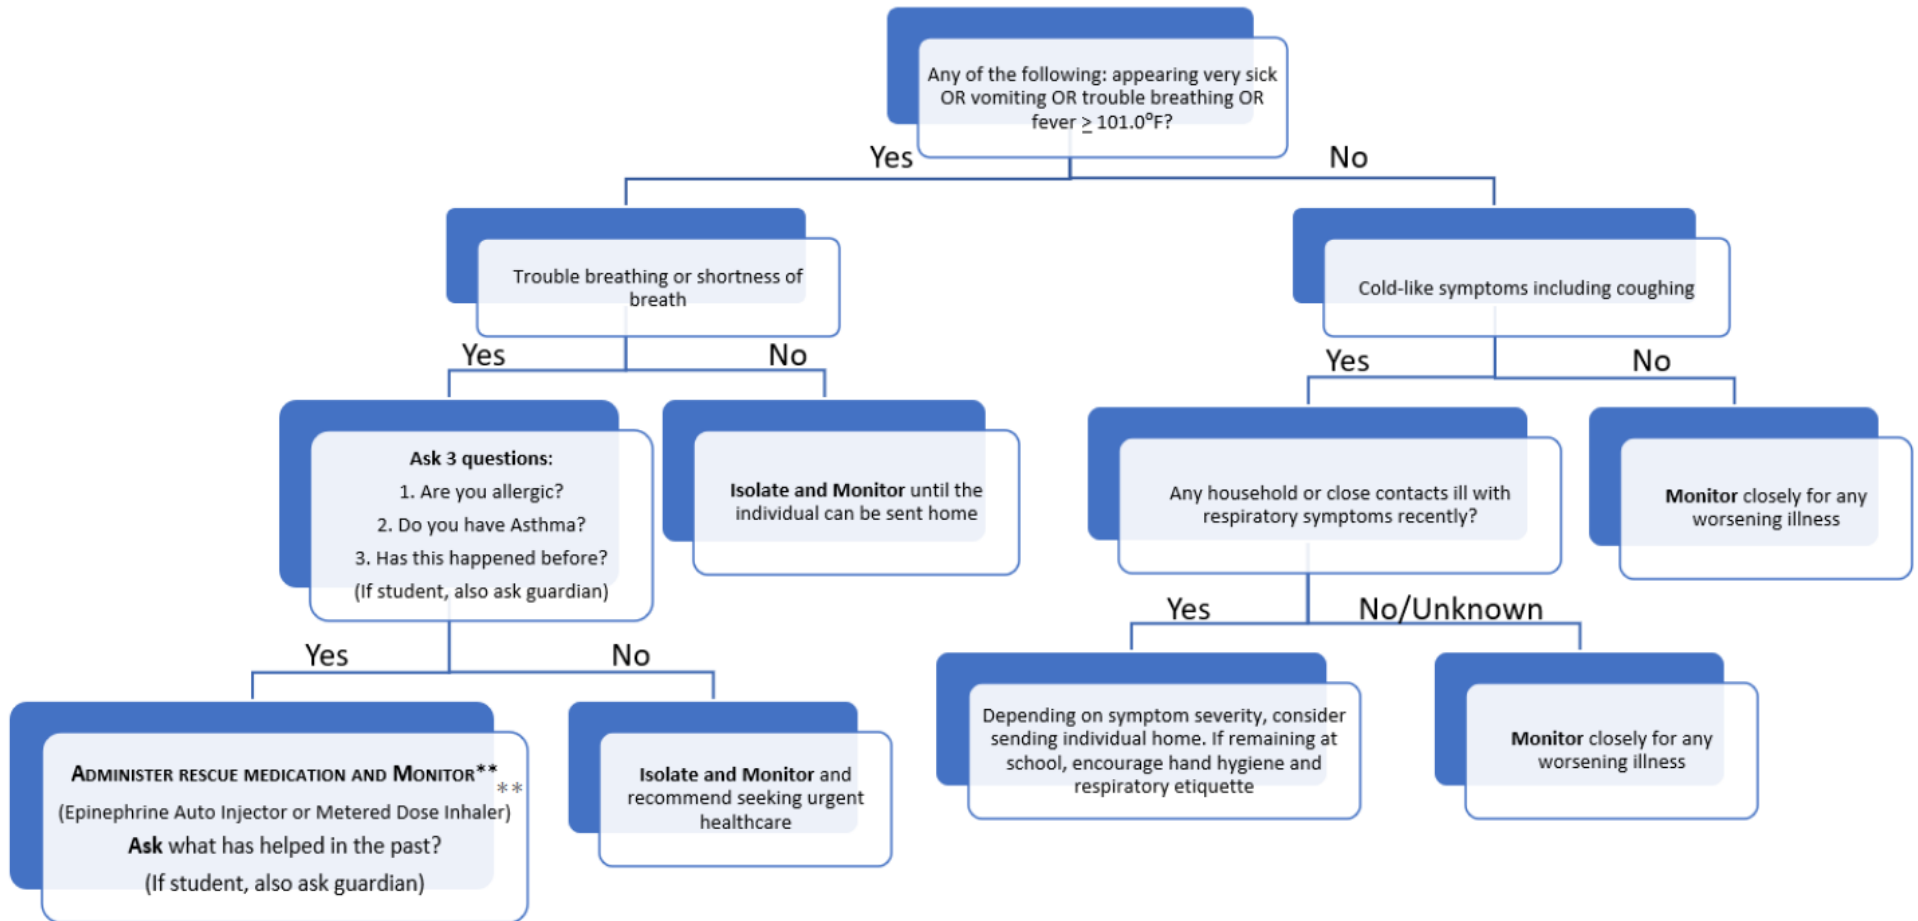 Any of the following: appearing very sick
OR vomiting OR trouble breathing OR
fever ≥ 101.0°F?
Yes
No
Trouble breathing or shortness of
breath
Cold-like symptoms including coughing
Yes
No
Yes
No
Ask 3 questions:
1. Are you allergic?
2. Do you have Asthma?
3. Has this happened before?
(If student, also ask guardian)
Isolate and Monitor until the
individual can be sent home
Any household or close contacts ill with
respiratory symptoms recently?
Monitor closely for any
worsening illness
Yes
No
Yes
No/Unknown
ADMINISTER RESCUE MEDICATION AND MONITOR**
**
(Epinephrine Auto Injector or Metered Dose Inhaler)
Ask what has helped in the past?
(If student, also ask guardian)
Isolate and Monitor and
recommend seeking urgent
healthcare
Depending on symptom severity, consider
sending individual home. If remaining at
school, encourage hand hygiene and
respiratory etiquette
Monitor closely for any
worsening illness